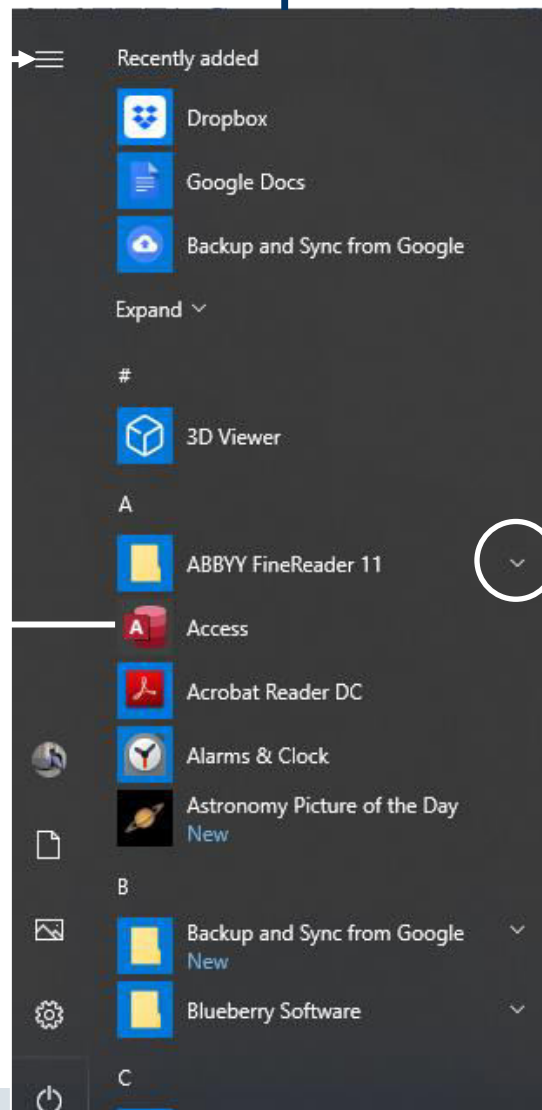 Recently added
Dropbox
Google Docs
Backup and Sync from Google
Expand
#
3D Viewer
A
ABBYY FineReader 11
A
Access
Acrobat Reader DC
Alarms & Clock
Astronomy Picture of the Day
New
B
Backup and Sync from Google
New
Blueberry Software
C